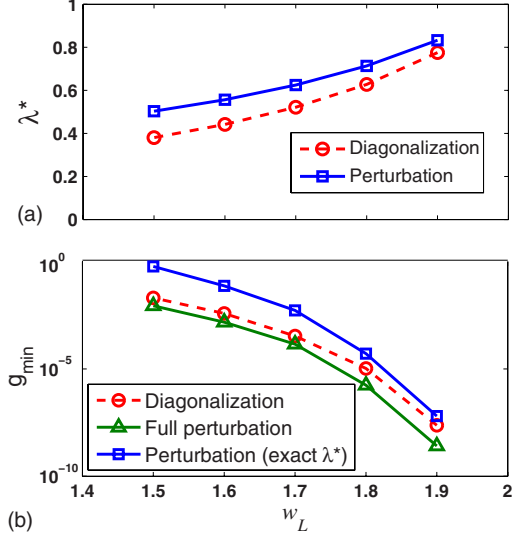 1
0.8
0.6
λ*
0.4
0.2
0
Diagonalization
Perturbation
(a)
10^0
10^-5
10^-10
g_min
Diagonalization
Full perturbation
Perturbation (exact λ*)
1.4 1.5 1.6 1.7 1.8 1.9 2
w_L
(b)